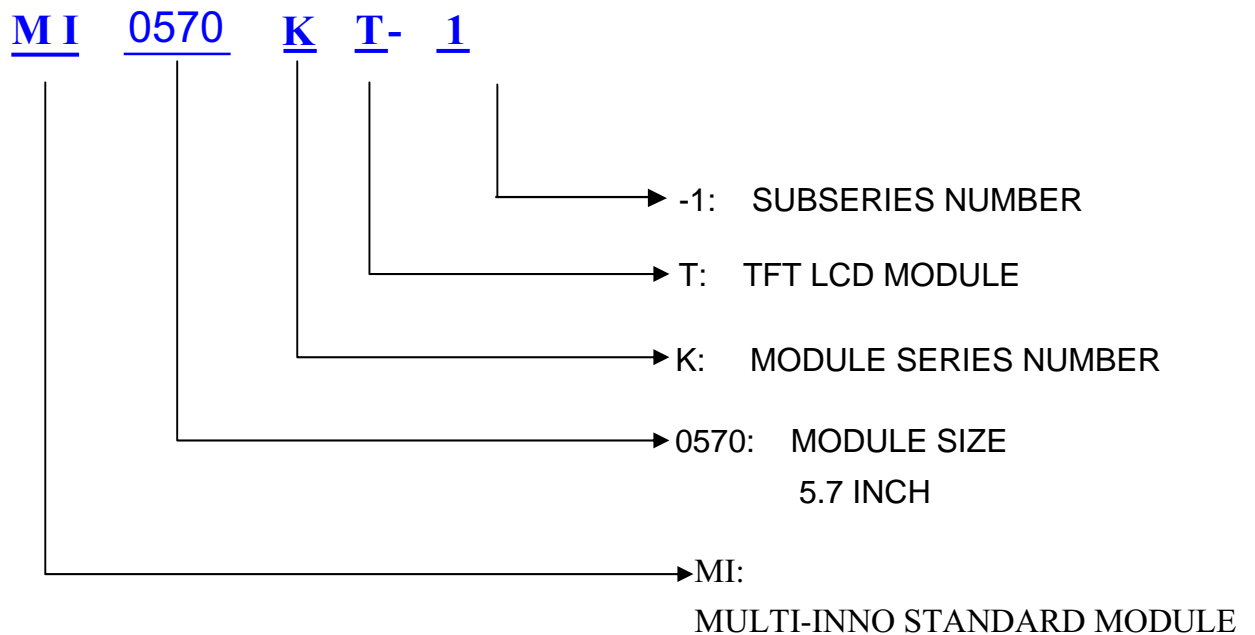 M I 0570 K T- 1
-1: SUBSERIES NUMBER
T: TFT LCD MODULE
K: MODULE SERIES NUMBER
0570: MODULE SIZE
5.7 INCH
MI:
MULTI-INNO STANDARD MODULE